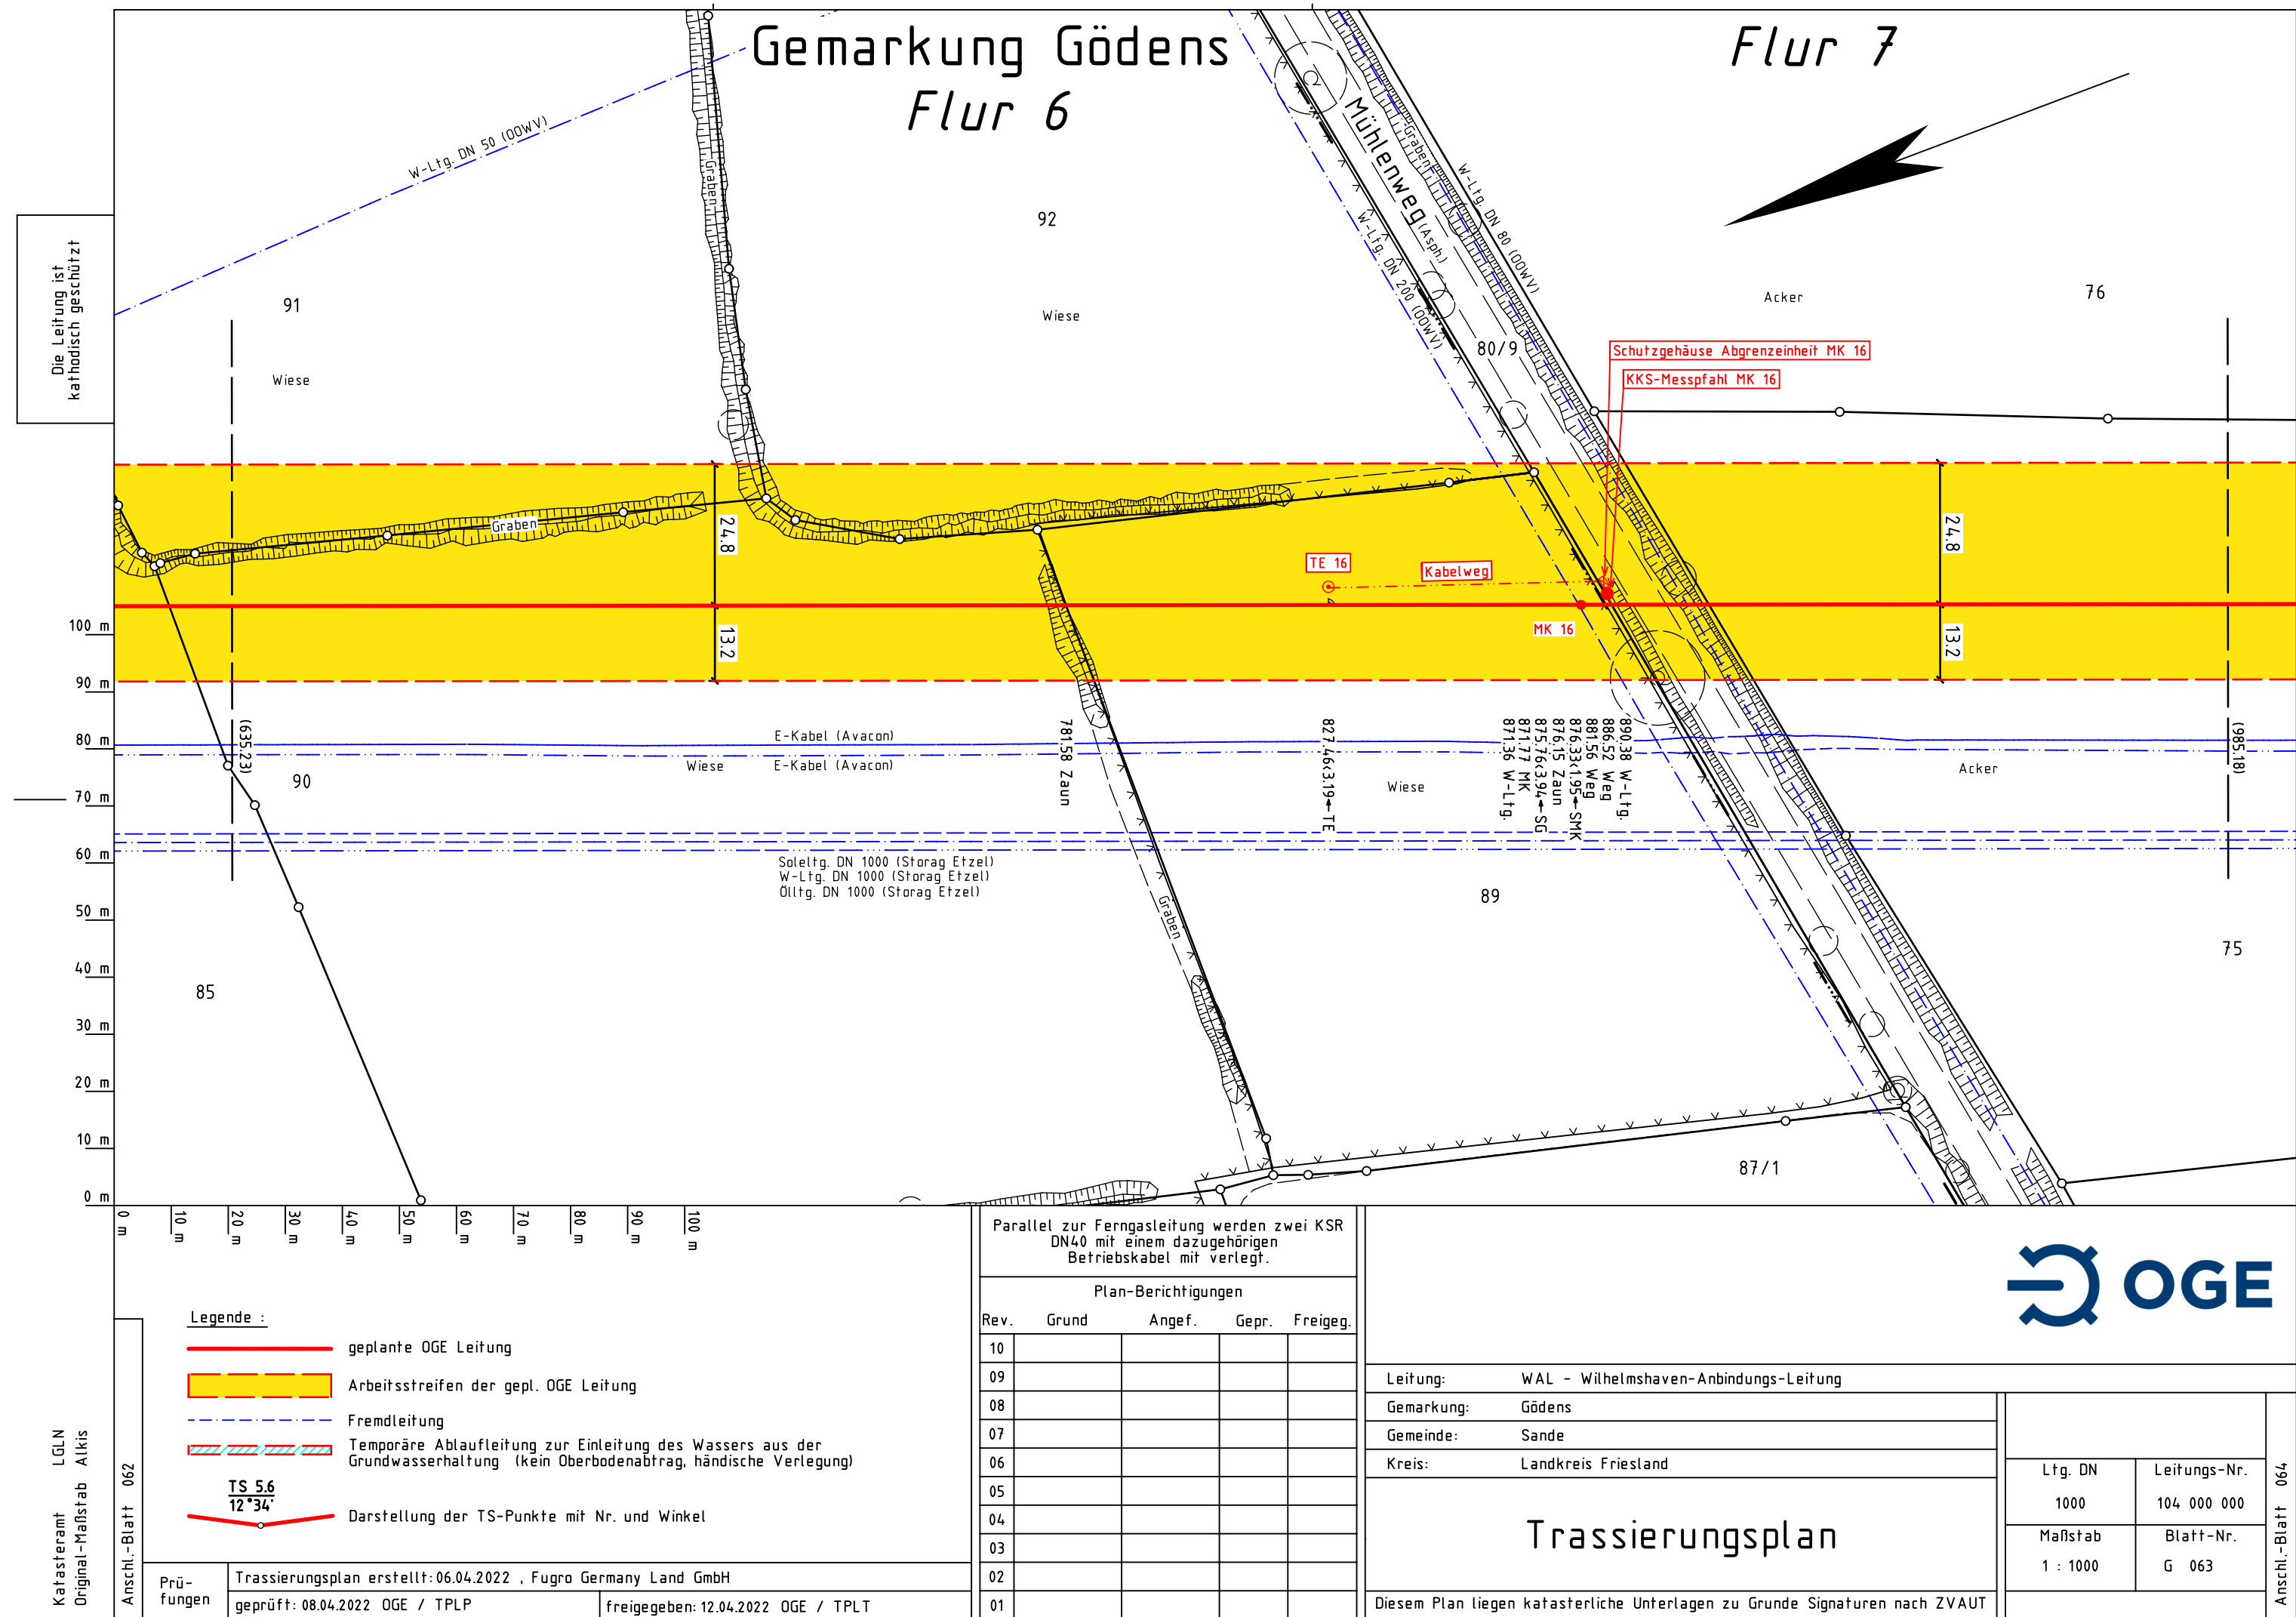 Gemarkung Gödens
Flur 6
Flur 7
Die Leitung ist
kathodisch geschützt
W-Ltg. DN 50 (OOWV)
Graben
Mühlenweg (Asph.)
Graben
W-Ltg. DN 80 (OOWV)
W-Ltg. DN 200 (OOWV)
91
Wiese
92
Wiese
80/9
Acker
76
Schutzgehäuse Abgrenzeinheit MK 16
KKS-Messpfahl MK 16
Graben
24.8
13.2
TE 16
Kabelweg
MK 16
24.8
13.2
100 m
90 m
80 m
70 m
60 m
50 m
40 m
30 m
20 m
10 m
0 m
(635.23)
E-Kabel (Avacon)
E-Kabel (Avacon)
Wiese
90
781.58 Zaun
827.46<3.19 TE
Wiese
871.36 W-Ltg.
871.77 MK
875.76<3.94 SG
876.15 Zaun
876.33<1.95 SMK
881.56 Weg
886.52 Weg
890.38 W-Ltg.
Acker
(985.18)
Soleltg. DN 1000 (Storag Etzel)
W-Ltg. DN 1000 (Storag Etzel)
Ölltg. DN 1000 (Storag Etzel)
Graben
89
75
85
87/1
0 m
10 m
20 m
30 m
40 m
50 m
60 m
70 m
80 m
90 m
100 m
Legende :
geplante OGE Leitung
Arbeitsstreifen der gepl. OGE Leitung
Fremdleitung
Temporäre Ablaufleitung zur Einleitung des Wassers aus der
Grundwasserhaltung (kein Oberbodenabtrag, händische Verlegung)
TS 5.6
12°34'
Darstellung der TS-Punkte mit Nr. und Winkel
Katasteramt LGLN
Original-Maßstab Alkis
Anschl.-Blatt 062
Prü-
fungen
Trassierungsplan erstellt: 06.04.2022 , Fugro Germany Land GmbH
geprüft: 08.04.2022 OGE / TPLP
freigegeben: 12.04.2022 OGE / TPLT
Parallel zur Ferngasleitung werden zwei KSR
DN40 mit einem dazugehörigen
Betriebskabel mit verlegt.
Plan-Berichtigungen
Rev. Grund Angef. Gepr. Freigeg.
10
09
08
07
06
05
04
03
02
01
OGE
Leitung: WAL - Wilhelmshaven-Anbindungs-Leitung
Gemarkung: Gödens
Gemeinde: Sande
Kreis: Landkreis Friesland
Trassierungsplan
Diesem Plan liegen katasterliche Unterlagen zu Grunde Signaturen nach ZVAUT
Ltg. DN Leitungs-Nr.
1000 104 000 000
Maßstab Blatt-Nr.
1 : 1000 G 063
Anschl.-Blatt 064